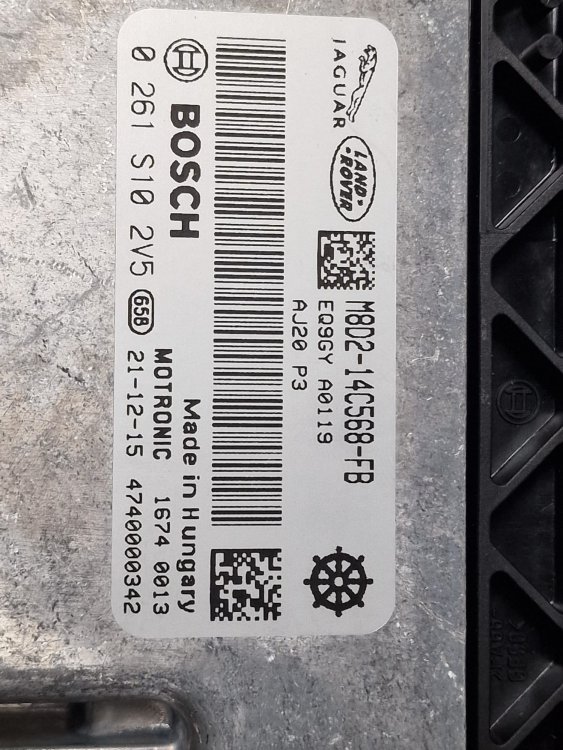 JAGUAR
LAND-
ROVER
M8D2-14C568-FB
EQ9GY A0119
AJ20 P3
BOSCH
Made in Hungary
MOTRONIC 1674 0013
0 261 S10 2V5 658 21-12-15 4740000342